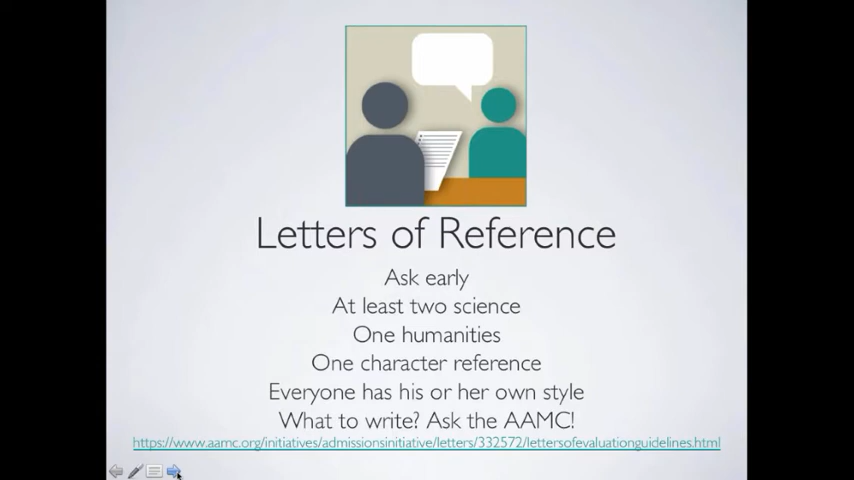 Letters of Reference
Ask early
At least two science
One humanities
One character reference
Everyone has his or her own style
What to write? Ask the AAMC!
https://www.aamc.org/initiatives/admissionsinitiative/letters/332572/lettersofevaluationguidelines.html